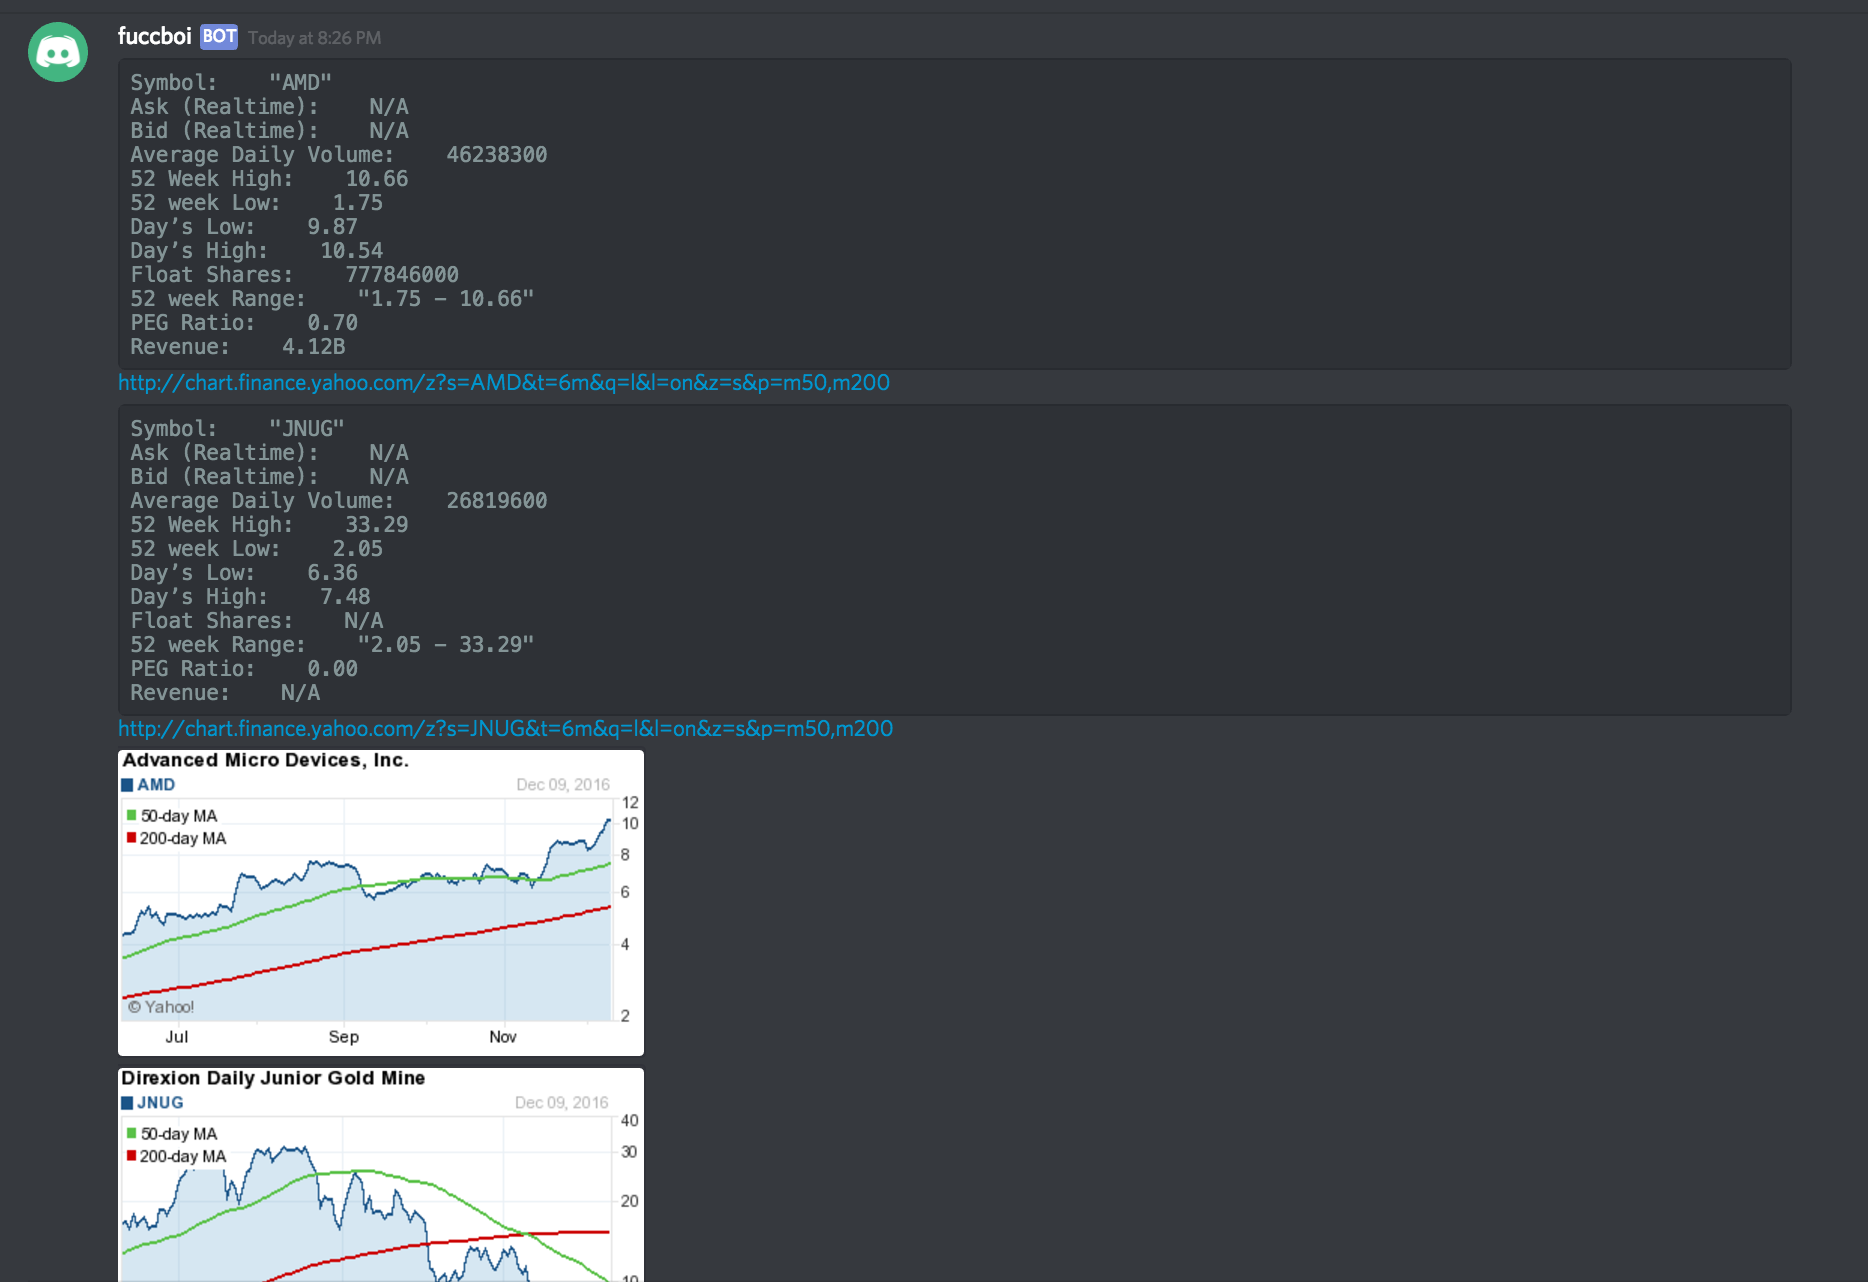 fuccboi BOT Today at 8:26 PM
Symbol:    "AMD"
Ask (Realtime):    N/A
Bid (Realtime):    N/A
Average Daily Volume:    46238300
52 Week High:    10.66
52 week Low:    1.75
Day’s Low:    9.87
Day’s High:    10.54
Float Shares:    777846000
52 week Range:    "1.75 – 10.66"
PEG Ratio:    0.70
Revenue:    4.12B
http://chart.finance.yahoo.com/z?s=AMD&t=6m&q=l&l=on&z=s&p=m50,m200
Symbol:    "JNUG"
Ask (Realtime):    N/A
Bid (Realtime):    N/A
Average Daily Volume:    26819600
52 Week High:    33.29
52 week Low:    2.05
Day’s Low:    6.36
Day’s High:    7.48
Float Shares:    N/A
52 week Range:    "2.05 – 33.29"
PEG Ratio:    0.00
Revenue:    N/A
http://chart.finance.yahoo.com/z?s=JNUG&t=6m&q=l&l=on&z=s&p=m50,m200
Advanced Micro Devices, Inc.
AMD Dec 09, 2016
50-day MA
200-day MA
12
10
8
6
4
2
© Yahoo!
Jul Sep Nov
Direxion Daily Junior Gold Mine
JNUG Dec 09, 2016
50-day MA
200-day MA
40
30
20
10